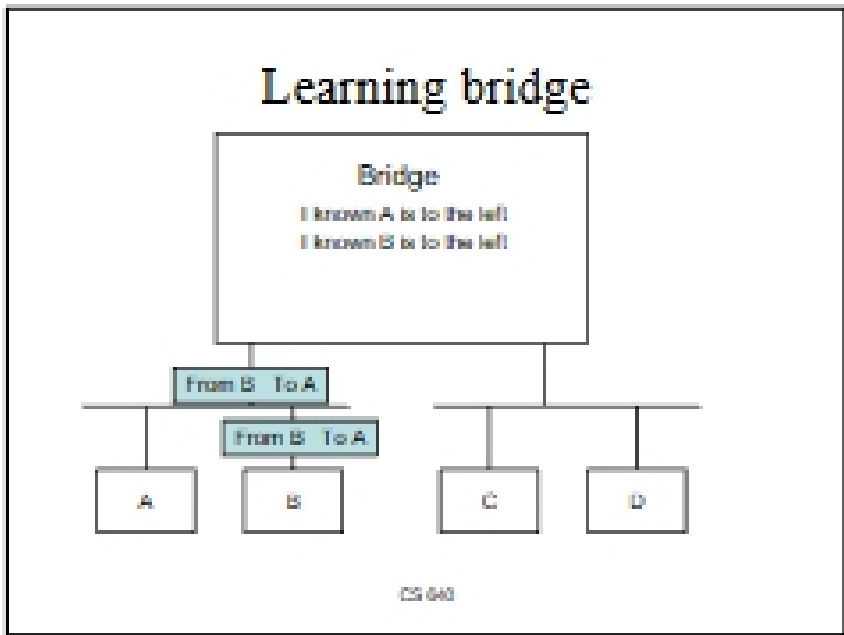 Learning bridge
Bridge
I known A is to the left
I known B is to the left
From B To A
From B To A
A B C D
CS 640